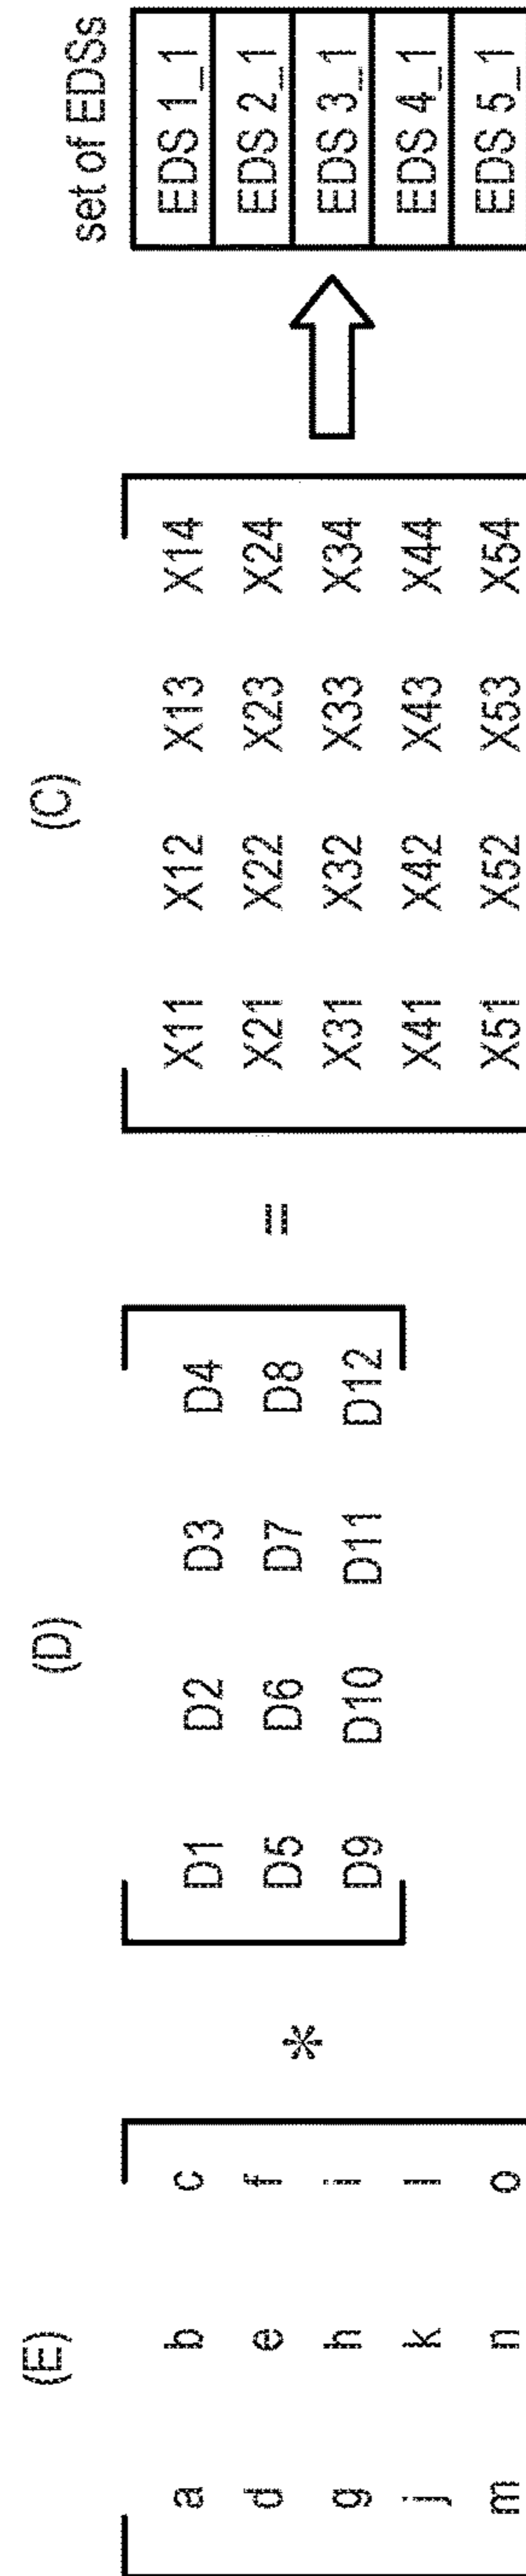 (E) (D) (C) set of EDSs
a b c
d e f
g h i
j k l
m n o
*
D1 D2 D3 D4
D5 D6 D7 D8
D9 D10 D11 D12
=
X11 X12 X13 X14
X21 X22 X23 X24
X31 X32 X33 X34
X41 X42 X43 X44
X51 X52 X53 X54
EDS 1_1
EDS 2_1
EDS 3_1
EDS 4_1
EDS 5_1